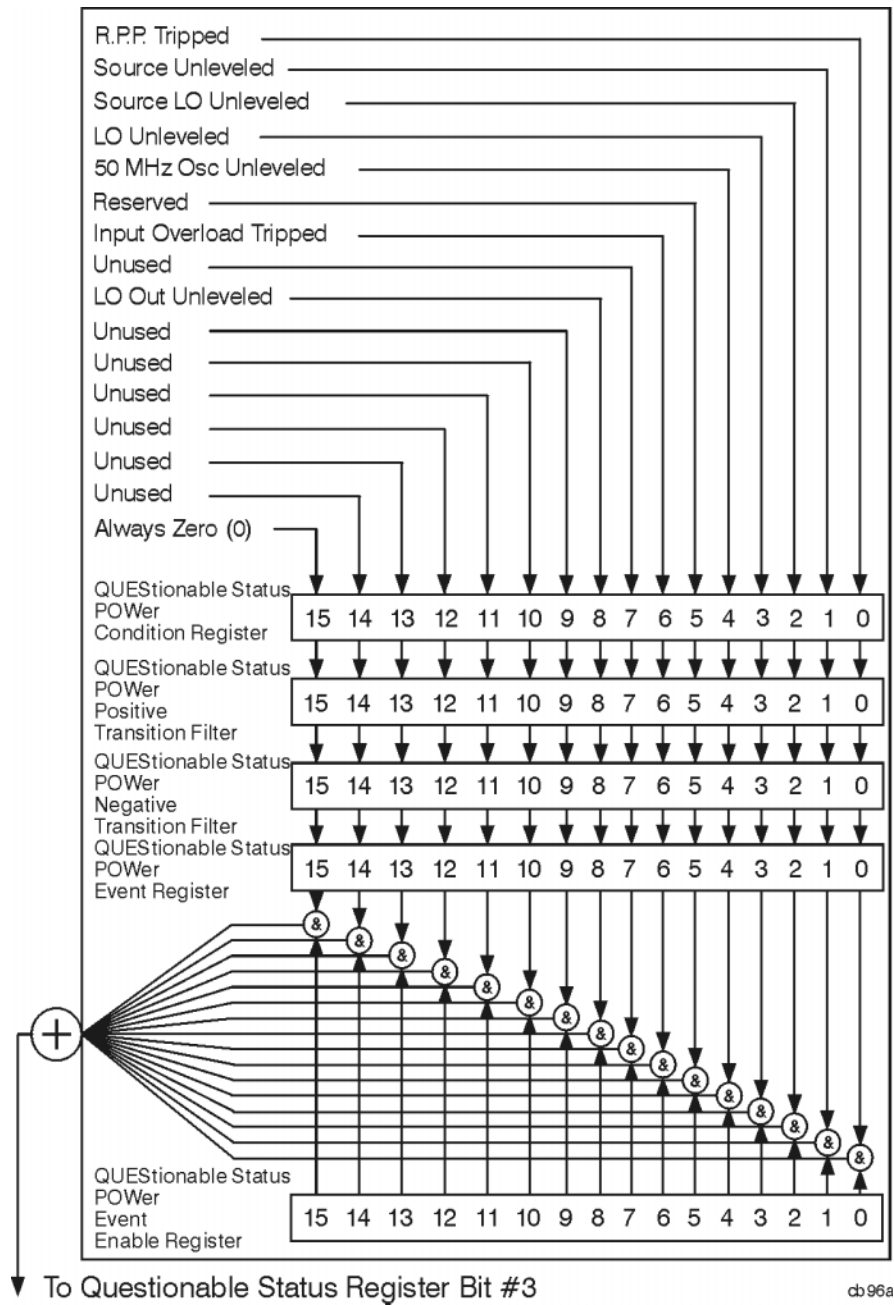 R.P.P. Tripped
Source Unleveled
Source LO Unleveled
LO Unleveled
50 MHz Osc Unleveled
Reserved
Input Overload Tripped
Unused
LO Out Unleveled
Unused
Unused
Unused
Unused
Unused
Unused
Always Zero (0)
QUEStionable Status
POWer
Condition Register
15 14 13 12 11 10 9 8 7 6 5 4 3 2 1 0
QUEStionable Status
POWer
Positive
Transition Filter
15 14 13 12 11 10 9 8 7 6 5 4 3 2 1 0
QUEStionable Status
POWer
Negative
Transition Filter
15 14 13 12 11 10 9 8 7 6 5 4 3 2 1 0
QUEStionable Status
POWer
Event Register
15 14 13 12 11 10 9 8 7 6 5 4 3 2 1 0
& & & & & & & & & & & & & & & &
+
QUEStionable Status
POWer
Event
Enable Register
15 14 13 12 11 10 9 8 7 6 5 4 3 2 1 0
To Questionable Status Register Bit #3
cb96a